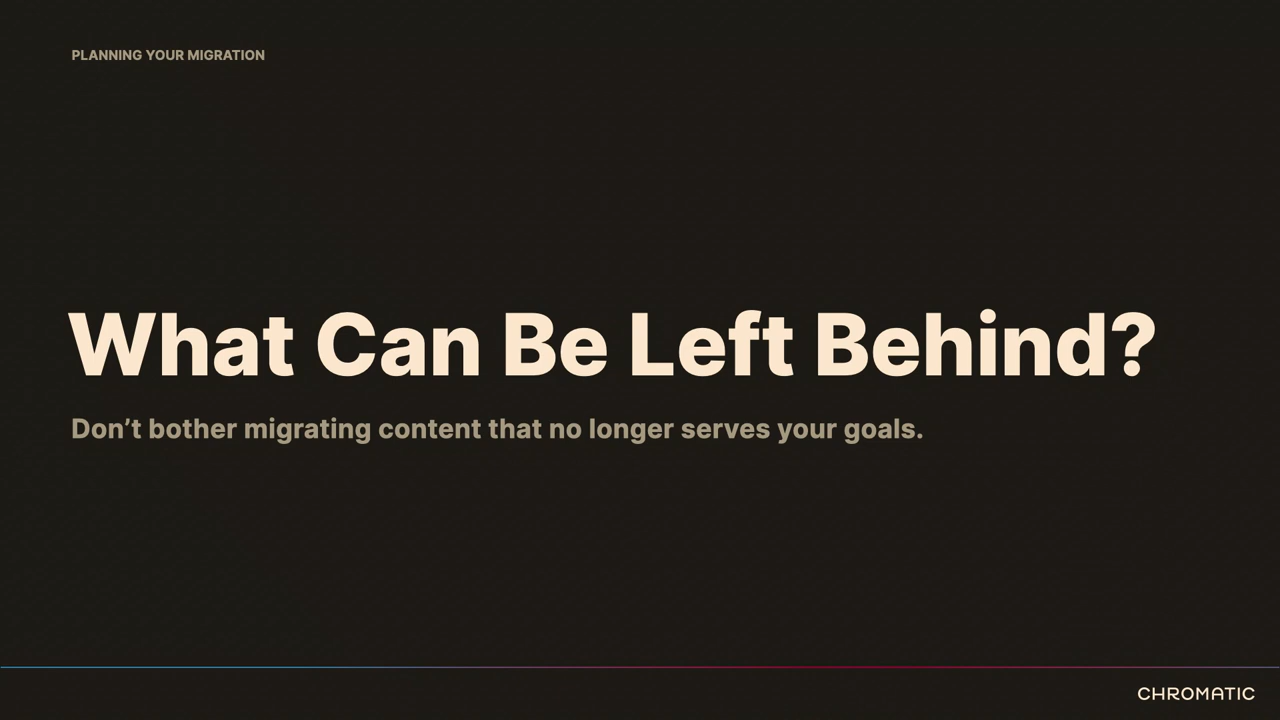 PLANNING YOUR MIGRATION
What Can Be Left Behind?
Don’t bother migrating content that no longer serves your goals.
CHROMATIC